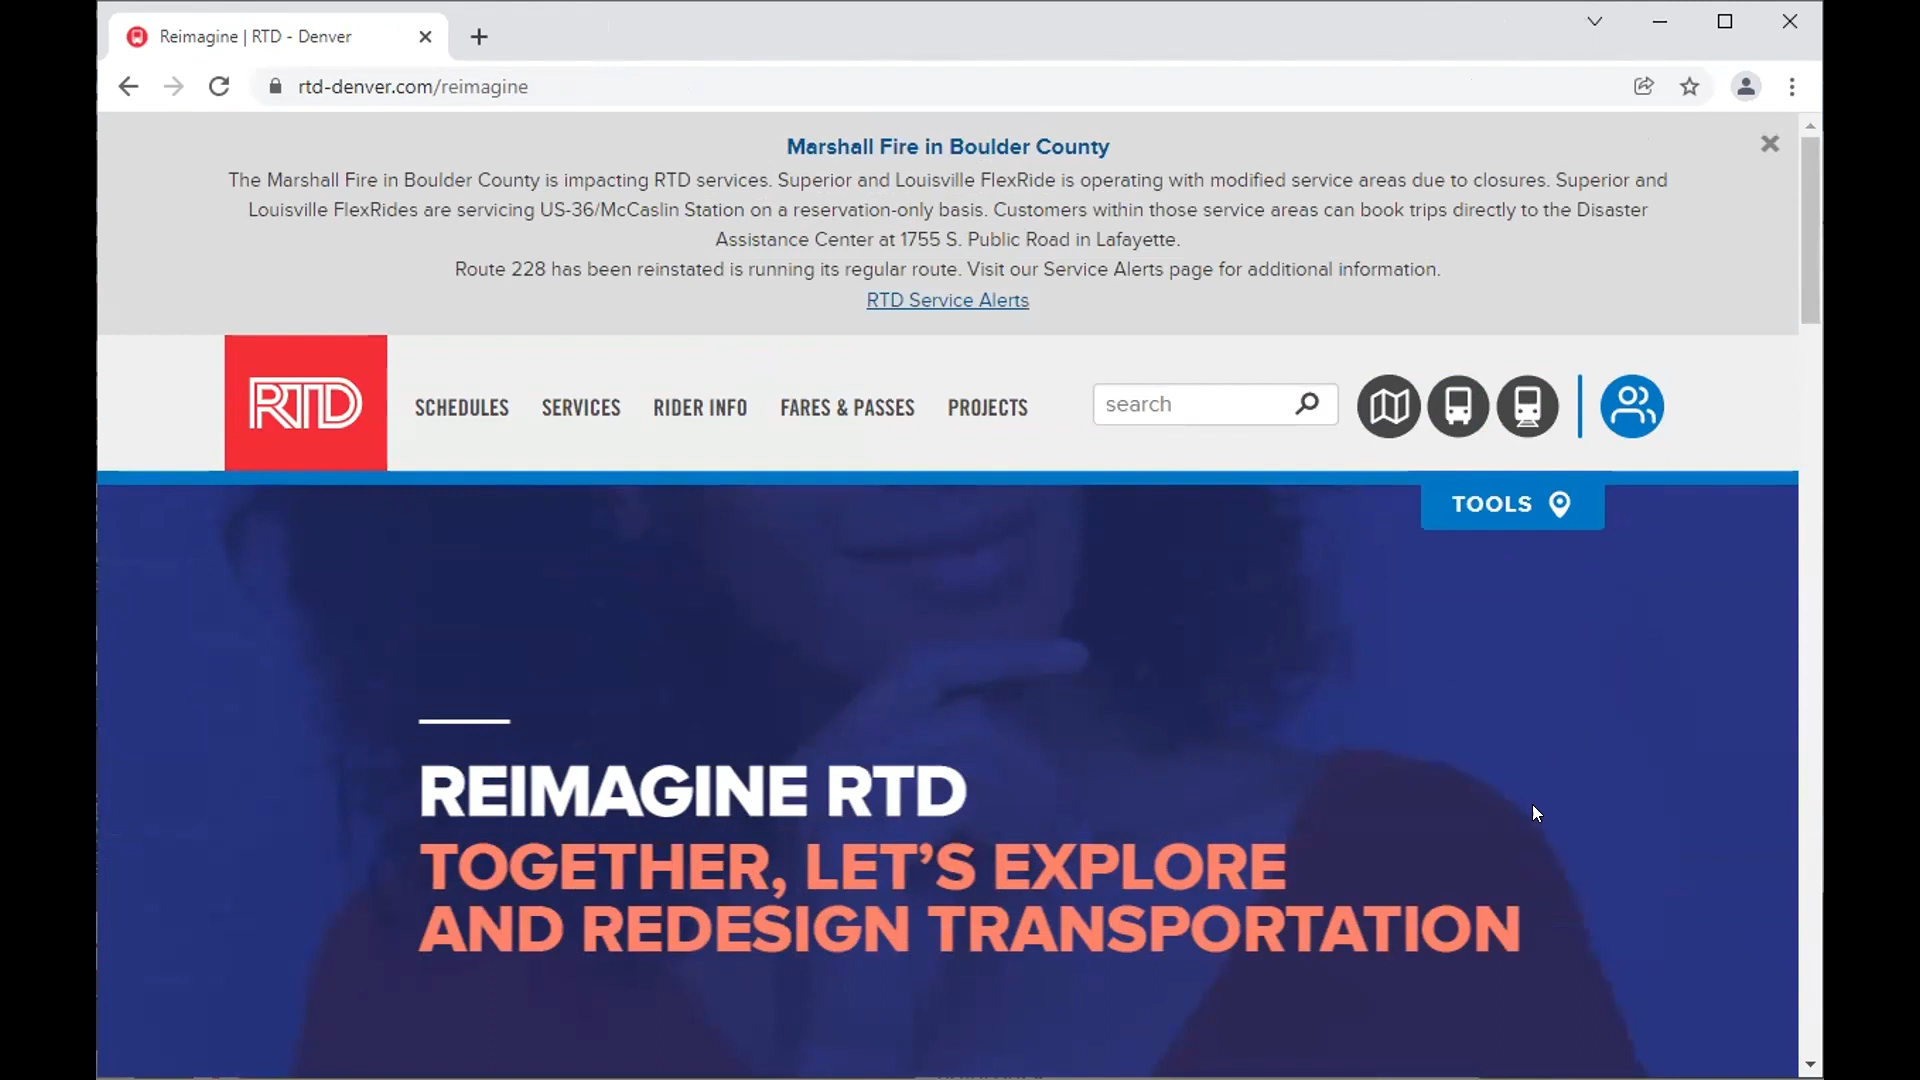 Reimagine | RTD - Denver
rtd-denver.com/reimagine
Marshall Fire in Boulder County
The Marshall Fire in Boulder County is impacting RTD services. Superior and Louisville FlexRide is operating with modified service areas due to closures. Superior and
Louisville FlexRides are servicing US-36/McCaslin Station on a reservation-only basis. Customers within those service areas can book trips directly to the Disaster
Assistance Center at 1755 S. Public Road in Lafayette.
Route 228 has been reinstated is running its regular route. Visit our Service Alerts page for additional information.
RTD Service Alerts
RTD
SCHEDULES SERVICES RIDER INFO FARES & PASSES PROJECTS search
TOOLS
REIMAGINE RTD
TOGETHER, LET'S EXPLORE
AND REDESIGN TRANSPORTATION